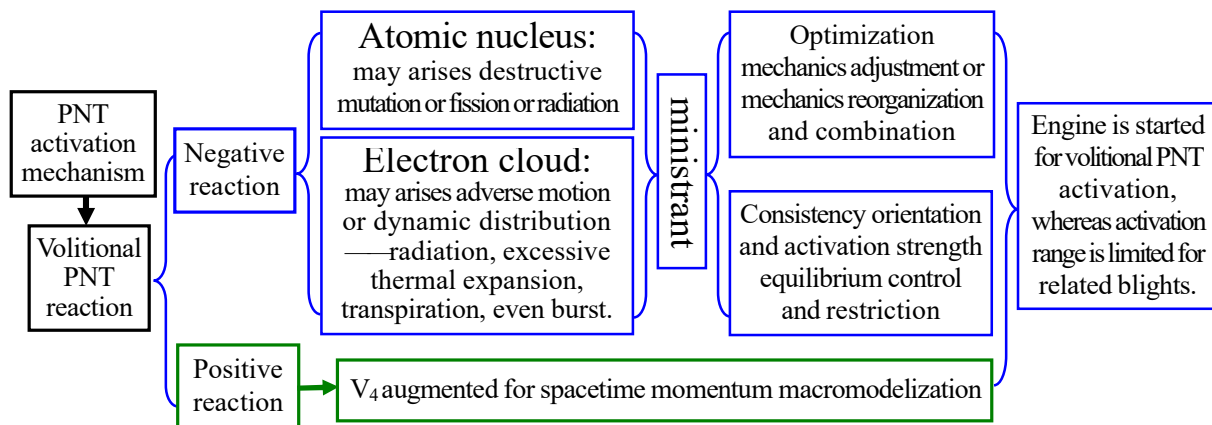 PNT
activation
mechanism
Volitional
PNT
reaction
Negative
reaction
Atomic nucleus:
may arises destructive
mutation or fission or radiation
Electron cloud:
may arises adverse motion
or dynamic distribution
——radiation, excessive
thermal expansion,
transpiration, even burst.
ministrant
Optimization
mechanics adjustment or
mechanics reorganization
and combination
Consistency orientation
and activation strength
equilibrium control
and restriction
Engine is started
for volitional PNT
activation,
whereas activation
range is limited for
related blights.
Positive
reaction
V₄ augmented for spacetime momentum macromodelization